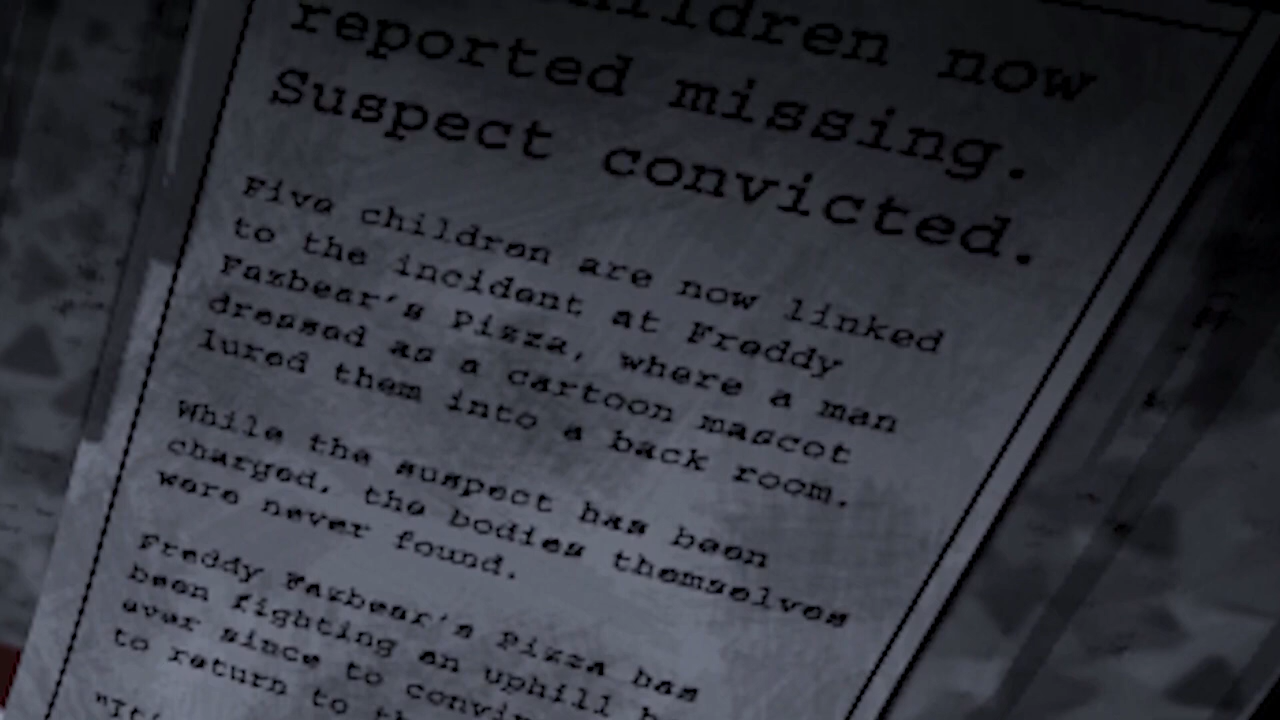 children now
reported missing.
Suspect convicted.
Five children are now linked
to the incident at Freddy
Fazbear's Pizza, where a man
dressed as a cartoon mascot
lured them into a back room.
While the suspect has been
charged, the bodies themselves
were never found.
Freddy Fazbear's Pizza has
been fighting an uphill
ever since to
to return to